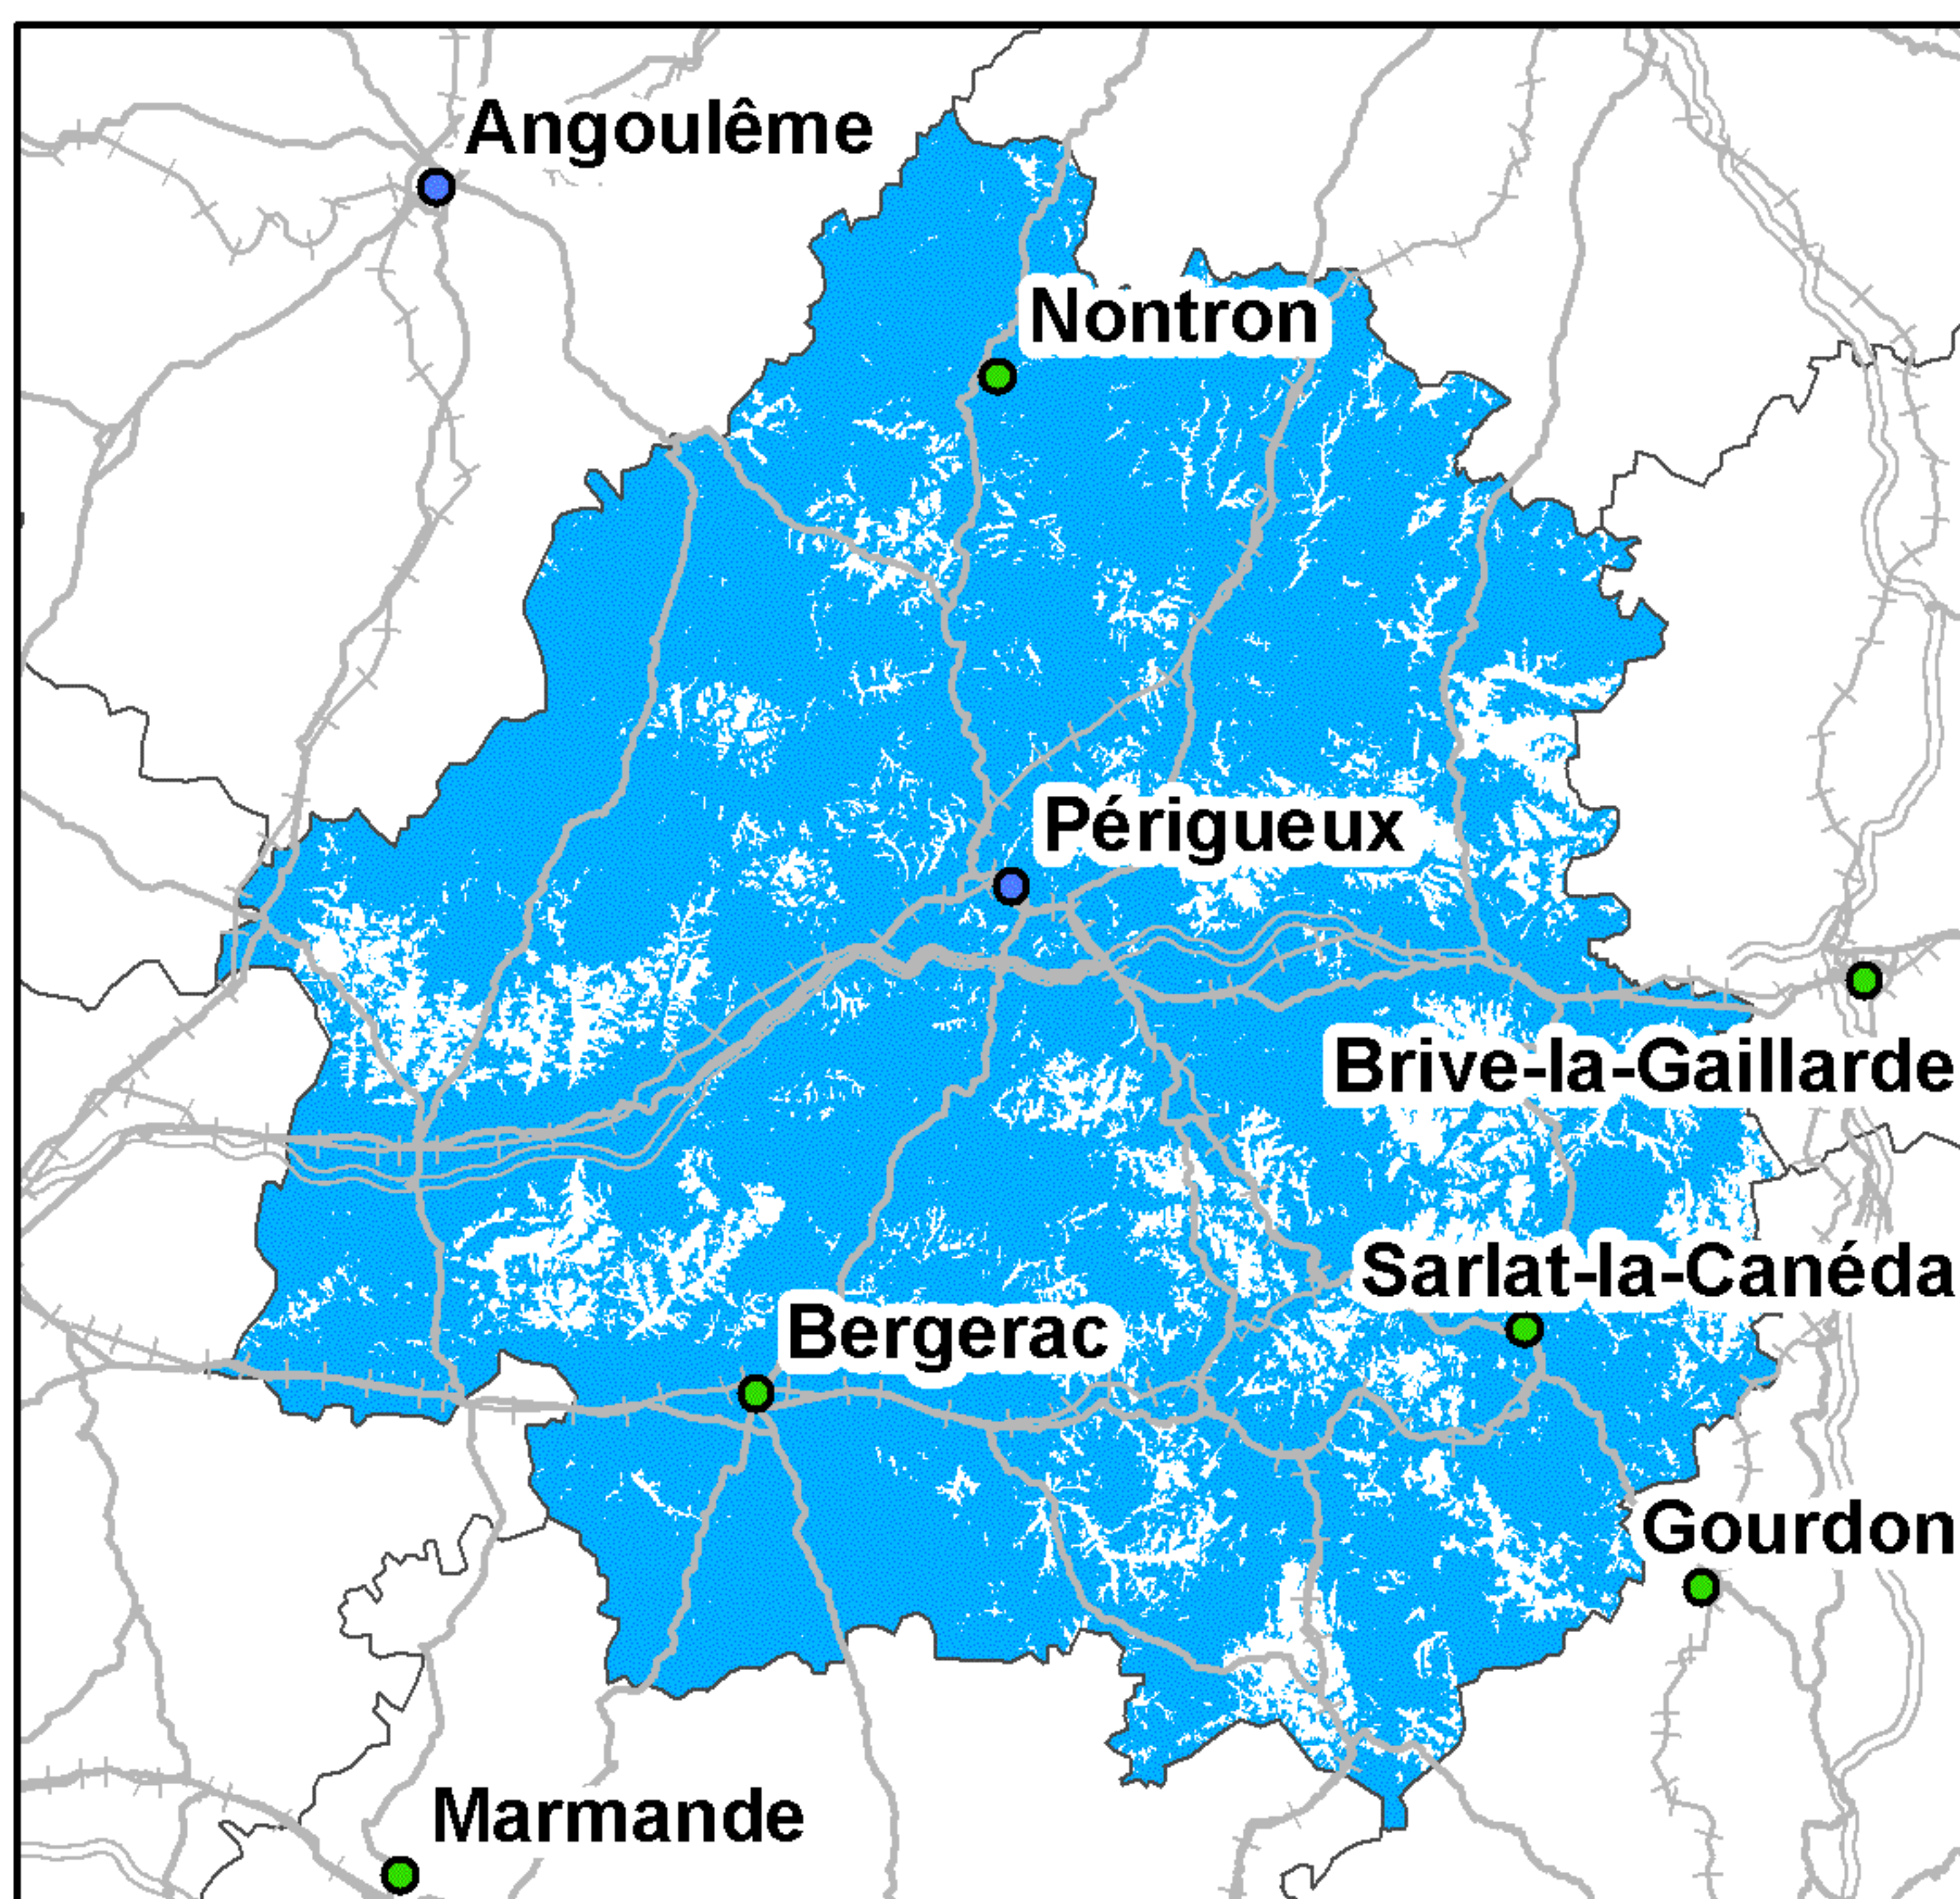 Angoulême
Nontron
Périgueux
Brive-la-Gaillarde
Sarlat-la-Canéda
Bergerac
Gourdon
Marmande